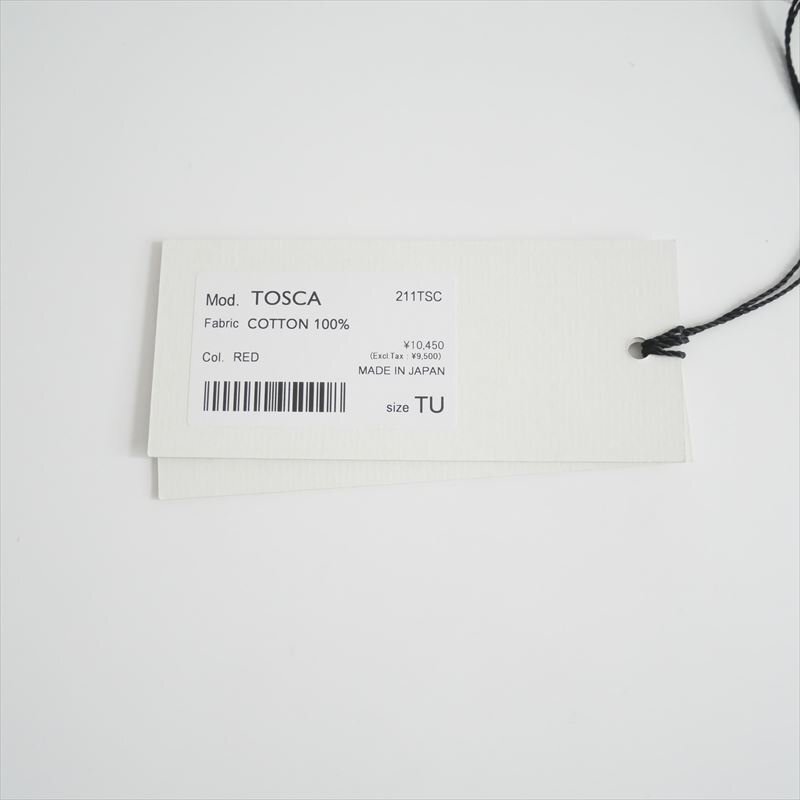 Mod. TOSCA 211TSC
Fabric COTTON 100%
¥10,450
(Excl.Tax : ¥9,500)
Col. RED
MADE IN JAPAN
size TU